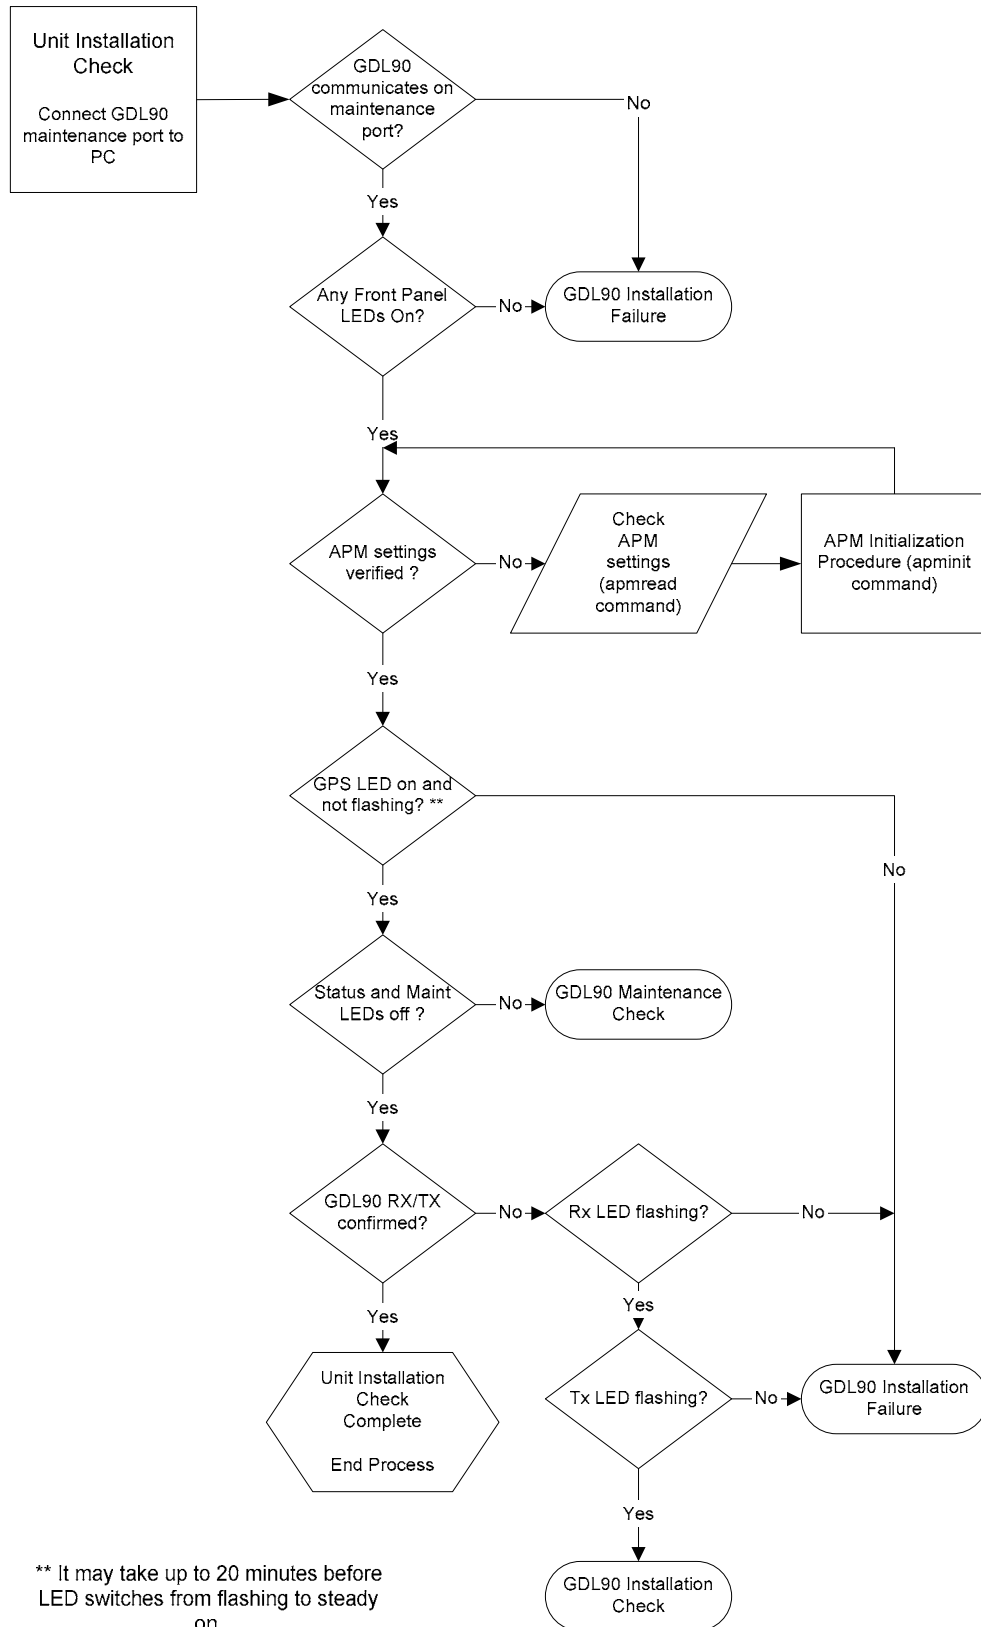 Unit Installation
Check
Connect GDL90
maintenance port to
PC
GDL90
communicates on
maintenance
port?
No
Yes
Any Front Panel
LEDs On?
No
GDL90 Installation
Failure
Yes
APM settings
verified ?
No
Check
APM
settings
(apmread
command)
APM Initialization
Procedure (apminit
command)
Yes
GPS LED on and
not flashing? **
No
Yes
Status and Maint
LEDs off ?
No
GDL90 Maintenance
Check
Yes
GDL90 RX/TX
confirmed?
No
Rx LED flashing?
No
Yes
Yes
Unit Installation
Check
Complete
End Process
Tx LED flashing?
No
GDL90 Installation
Failure
Yes
GDL90 Installation
Check
** It may take up to 20 minutes before
LED switches from flashing to steady
on